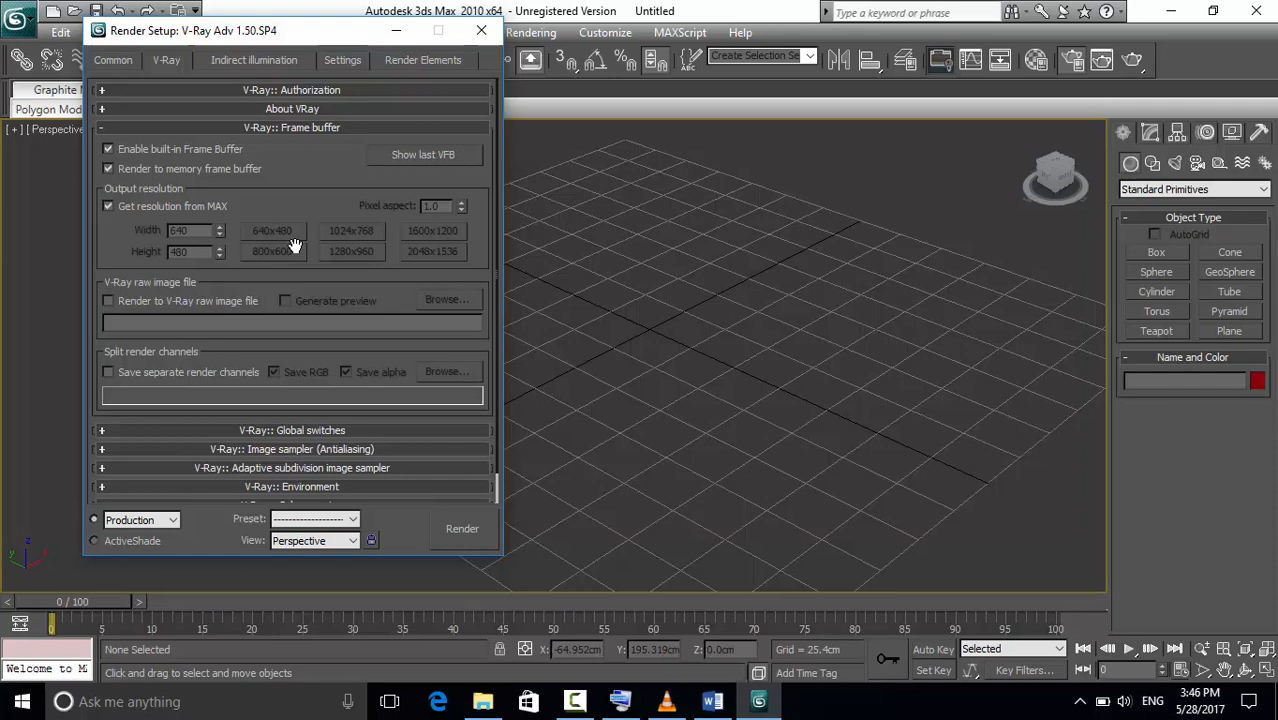 Autodesk 3ds Max 2010 x64 - Unregistered Version Untitled
Type a keyword or phrase
Render Setup: V-Ray Adv 1.50.SP4
Edit
Rendering
Customize
MAXScript
Help
Common
V-Ray
Indirect illumination
Settings
Render Elements
Create Selection Se
Graphite M
Polygon Mod
[ + ] [ Perspectiv
V-Ray:: Authorization
About VRay
V-Ray:: Frame buffer
Enable built-in Frame Buffer
Show last VFB
Render to memory frame buffer
Output resolution
Get resolution from MAX
Pixel aspect: 1.0
Width 640
640x480
1024x768
1600x1200
Height 480
800x600
1280x960
2048x1536
V-Ray raw image file
Render to V-Ray raw image file
Generate preview
Browse...
Split render channels
Save separate render channels
Save RGB
Save alpha
Browse...
V-Ray:: Global switches
V-Ray:: Image sampler (Antialiasing)
V-Ray:: Adaptive subdivision image sampler
V-Ray:: Environment
Production
Preset: -------------------
Render
ActiveShade
View: Perspective
Standard Primitives
Object Type
AutoGrid
Box
Cone
Sphere
GeoSphere
Cylinder
Tube
Torus
Pyramid
Teapot
Plane
Name and Color
z
y
x
< 0 / 100 >
0 5 10 15 20 25 30 35 40 45 50 55 60 65 70 75 80 85 90 95 100
None Selected
X: -64.952cm
Y: 195.319cm
Z: 0.0cm
Grid = 25.4cm
Auto Key
Selected
Welcome to M
Click and drag to select and move objects
Add Time Tag
Set Key
Key Filters...
0
Ask me anything
ENG
3:46 PM
5/28/2017